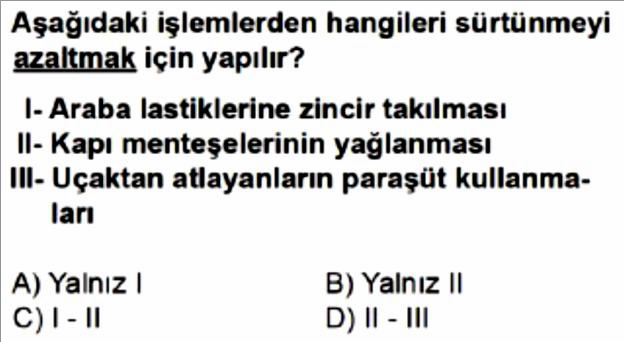 Aşağıdaki işlemlerden hangileri sürtünmeyi
azaltmak için yapılır?
I- Araba lastiklerine zincir takılması
II- Kapı menteşelerinin yağlanması
III- Uçaktan atlayanların paraşüt kullanma-
ları
A) Yalnız I B) Yalnız II
C) I - II D) II - III